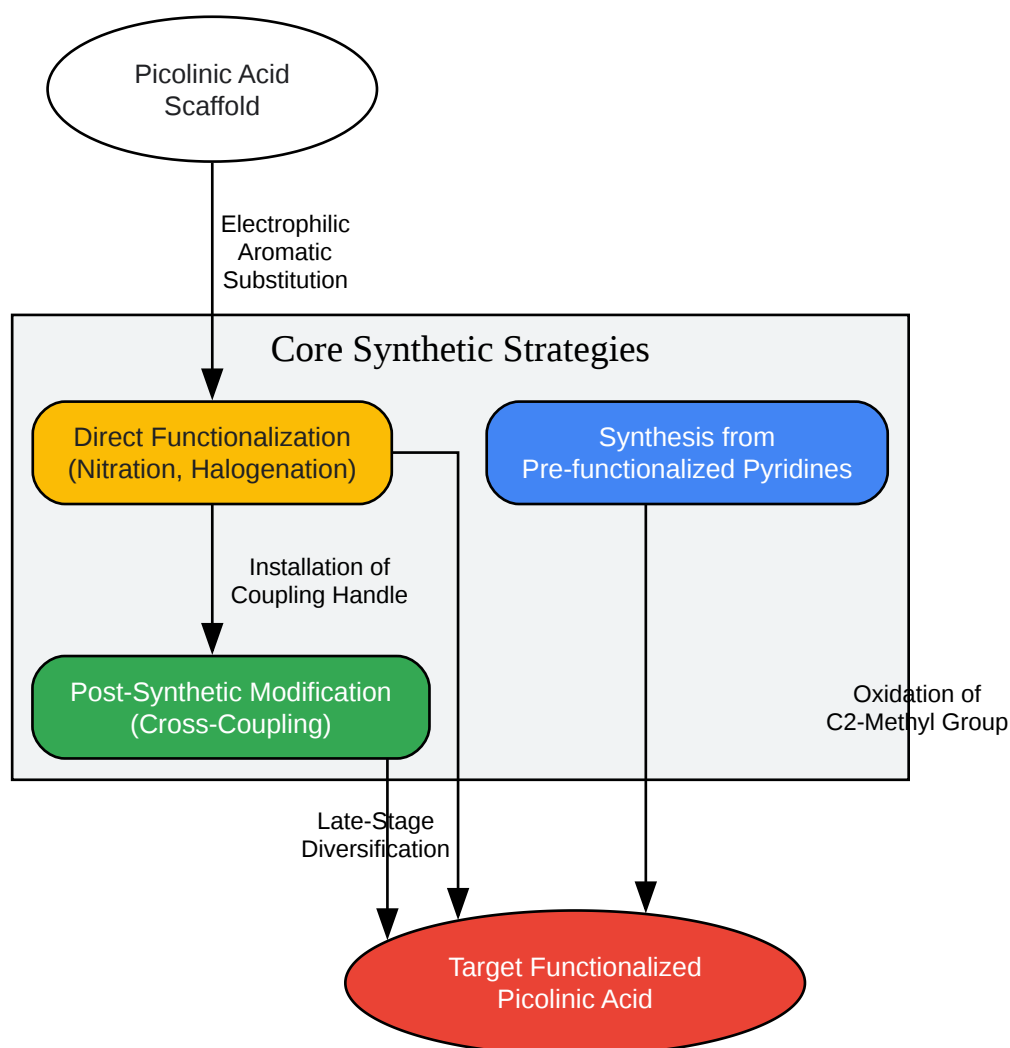 Picolinic Acid
Scaffold
Electrophilic
Aromatic
Substitution
Core Synthetic Strategies
Direct Functionalization
(Nitration, Halogenation)
Synthesis from
Pre-functionalized Pyridines
Installation of
Coupling Handle
Post-Synthetic Modification
(Cross-Coupling)
Oxidation of
C2-Methyl Group
Late-Stage
Diversification
Target Functionalized
Picolinic Acid